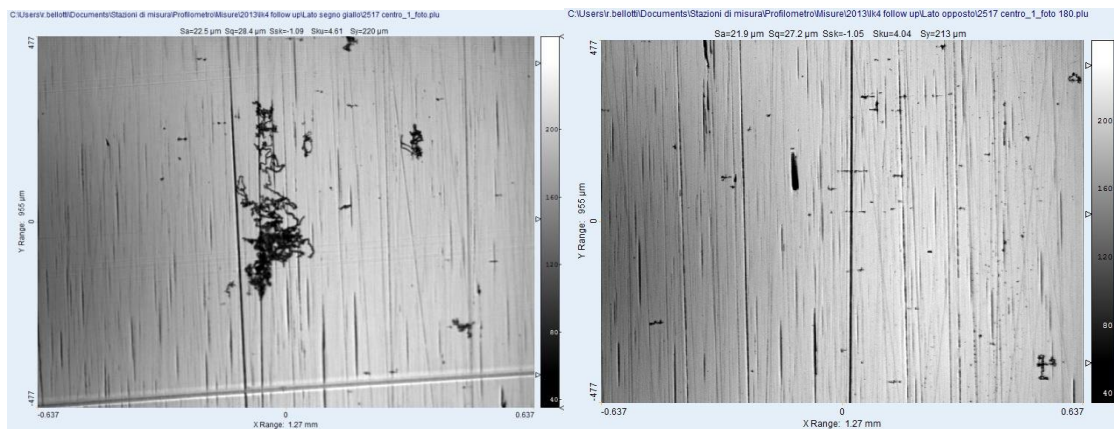 C:\Users\r.bellotti\Documents\Stazioni di misura\Profilometro\Misure\2013\Ik4 follow up\Lato segno giallo\2517 centro_1_foto.plu
Sa=22.5 µm Sq=28.4 µm Ssk=-1.09 Sku=4.61 Sy=220 µm
477
Y Range: 955 µm
0
-477
-0.637
0
0.637
X Range: 1.27 mm
200
160
120
80
40
C:\Users\r.bellotti\Documents\Stazioni di misura\Profilometro\Misure\2013\Ik4 follow up\Lato opposto\2517 centro_1_foto 180.plu
Sa=21.9 µm Sq=27.2 µm Ssk=-1.05 Sku=4.04 Sy=213 µm
477
Y Range: 955 µm
0
-477
-0.637
0
0.637
X Range: 1.27 mm
200
160
120
80
40